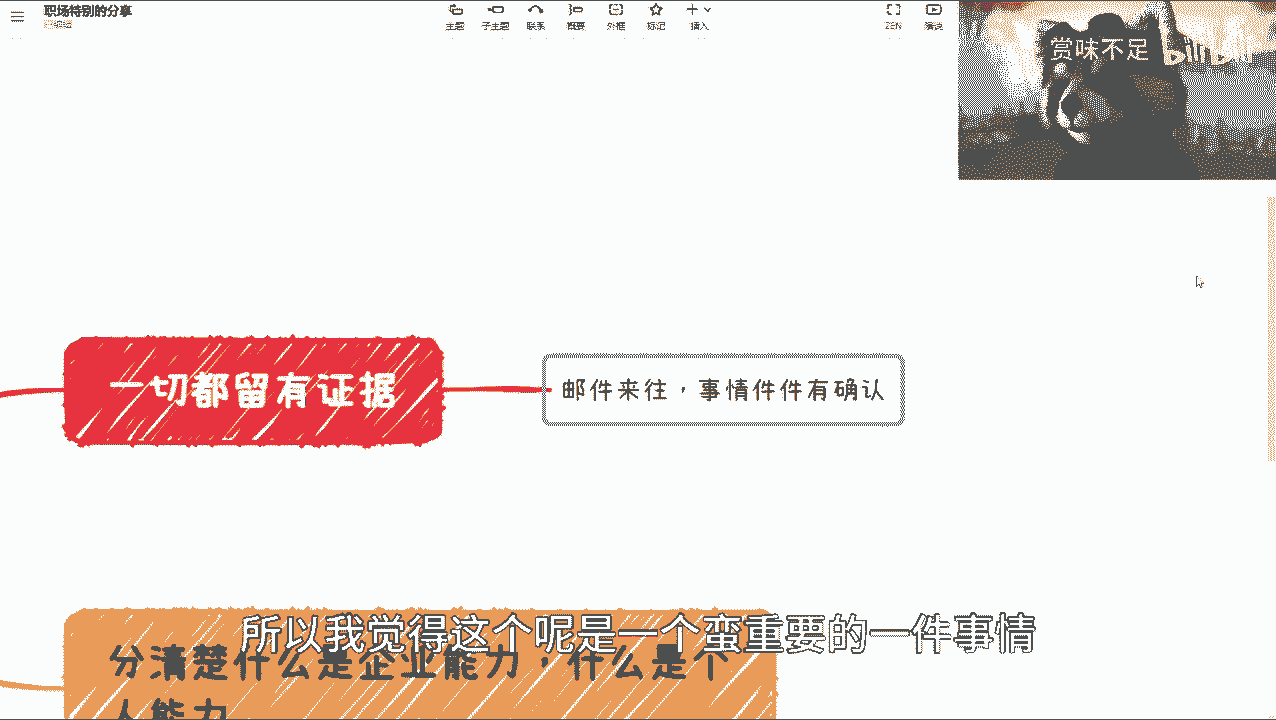 职场特别的分享
已编辑
主题 子主题 联系 概要 外框 标记 插入
ZEN 演说
赏味不足 bilibili
一切都留有证据
邮件来往，事情件件有确认
所以我觉得这个呢是一个蛮重要的一件事情
分清楚什么是企业能力，什么是个
人能力